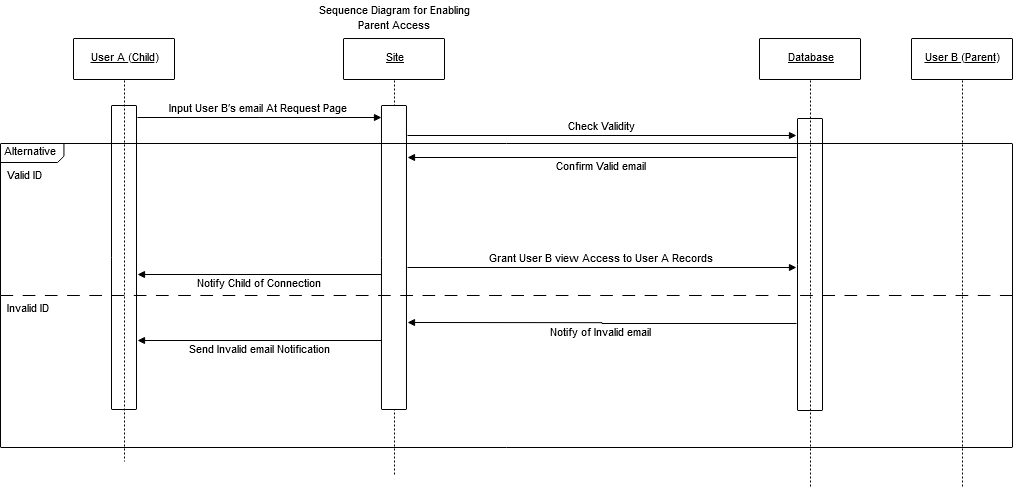 Sequence Diagram for Enabling
Parent Access
User A (Child)
Site
Database
User B (Parent)
Input User B's email At Request Page
Check Validity
Alternative
Confirm Valid email
Valid ID
Grant User B view Access to User A Records
Notify Child of Connection
Invalid ID
Notify of Invalid email
Send Invalid email Notification